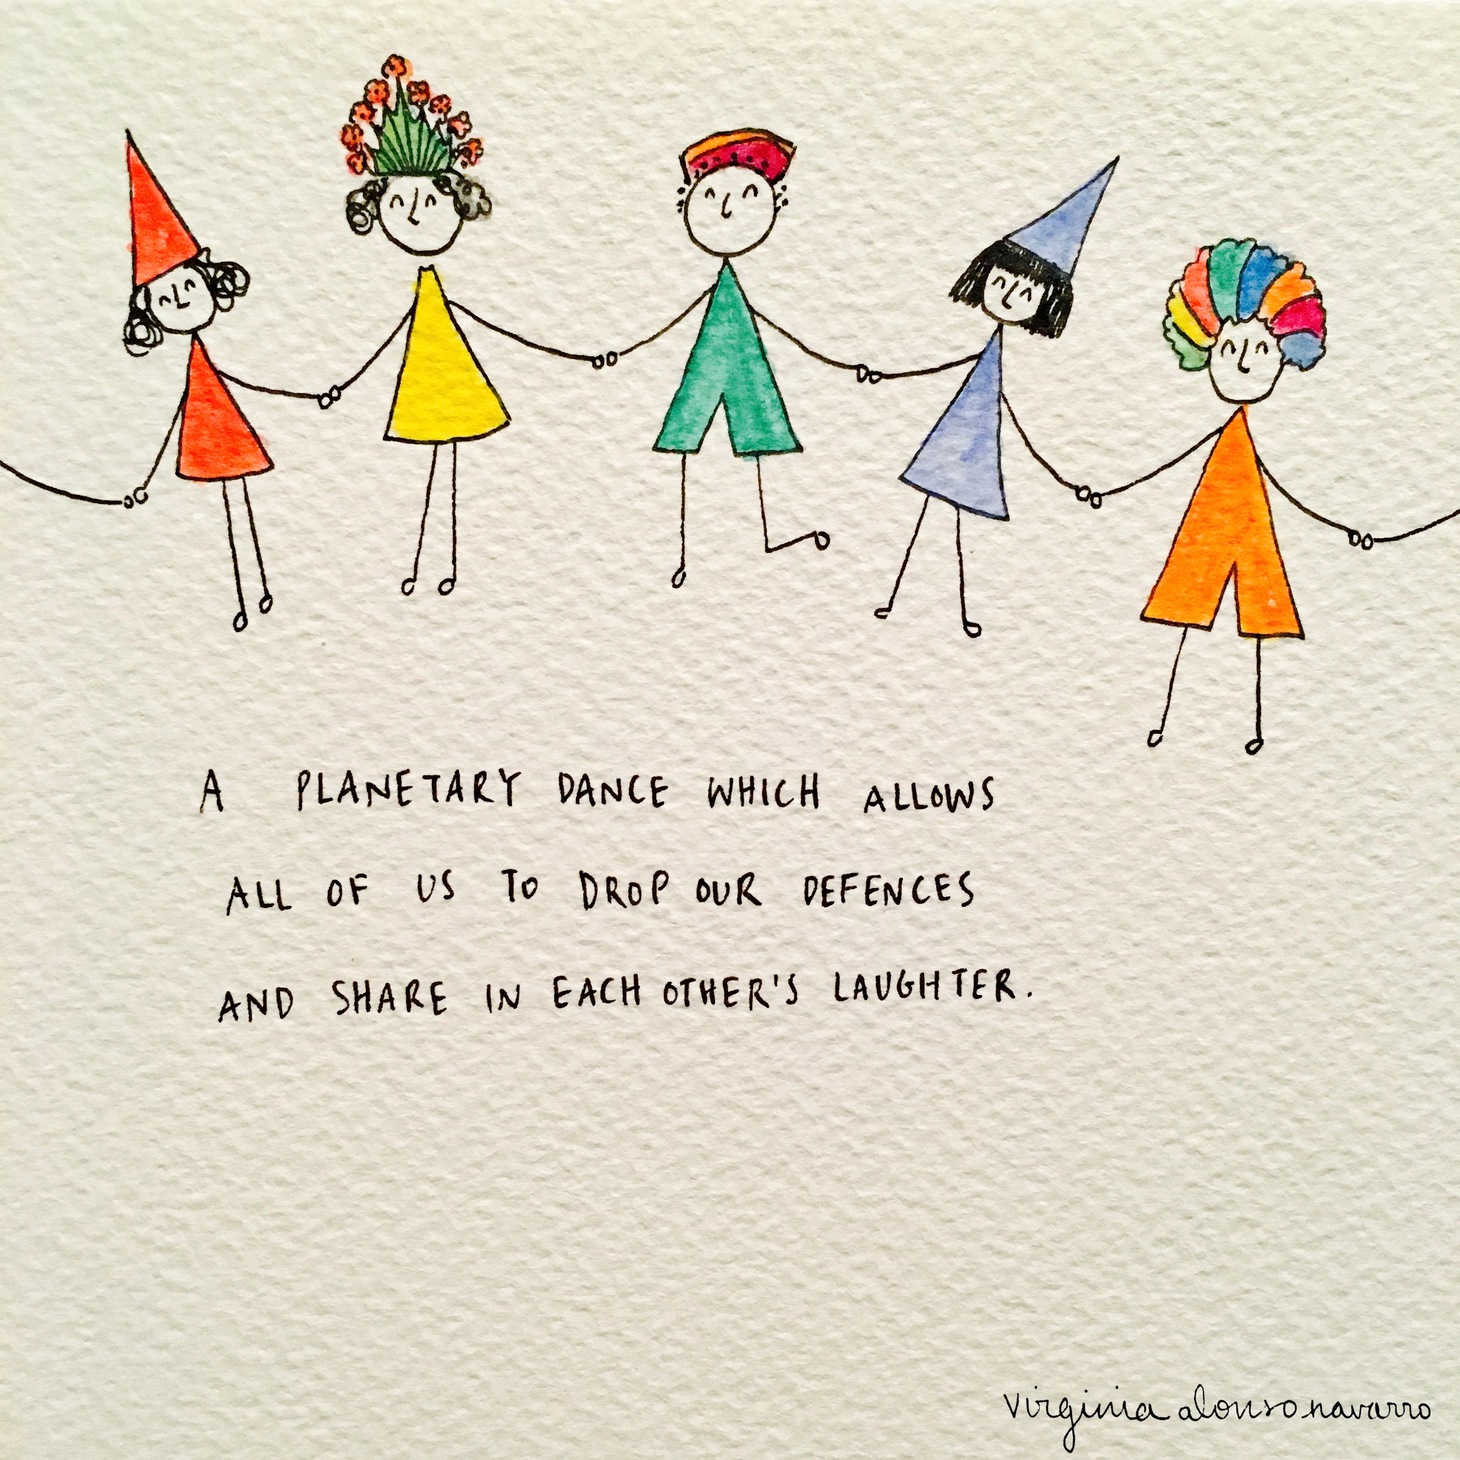 A PLANETARY DANCE WHICH ALLOWS
ALL OF US TO DROP OUR DEFENCES
AND SHARE IN EACH OTHER'S LAUGHTER.
virginia alonso navarro